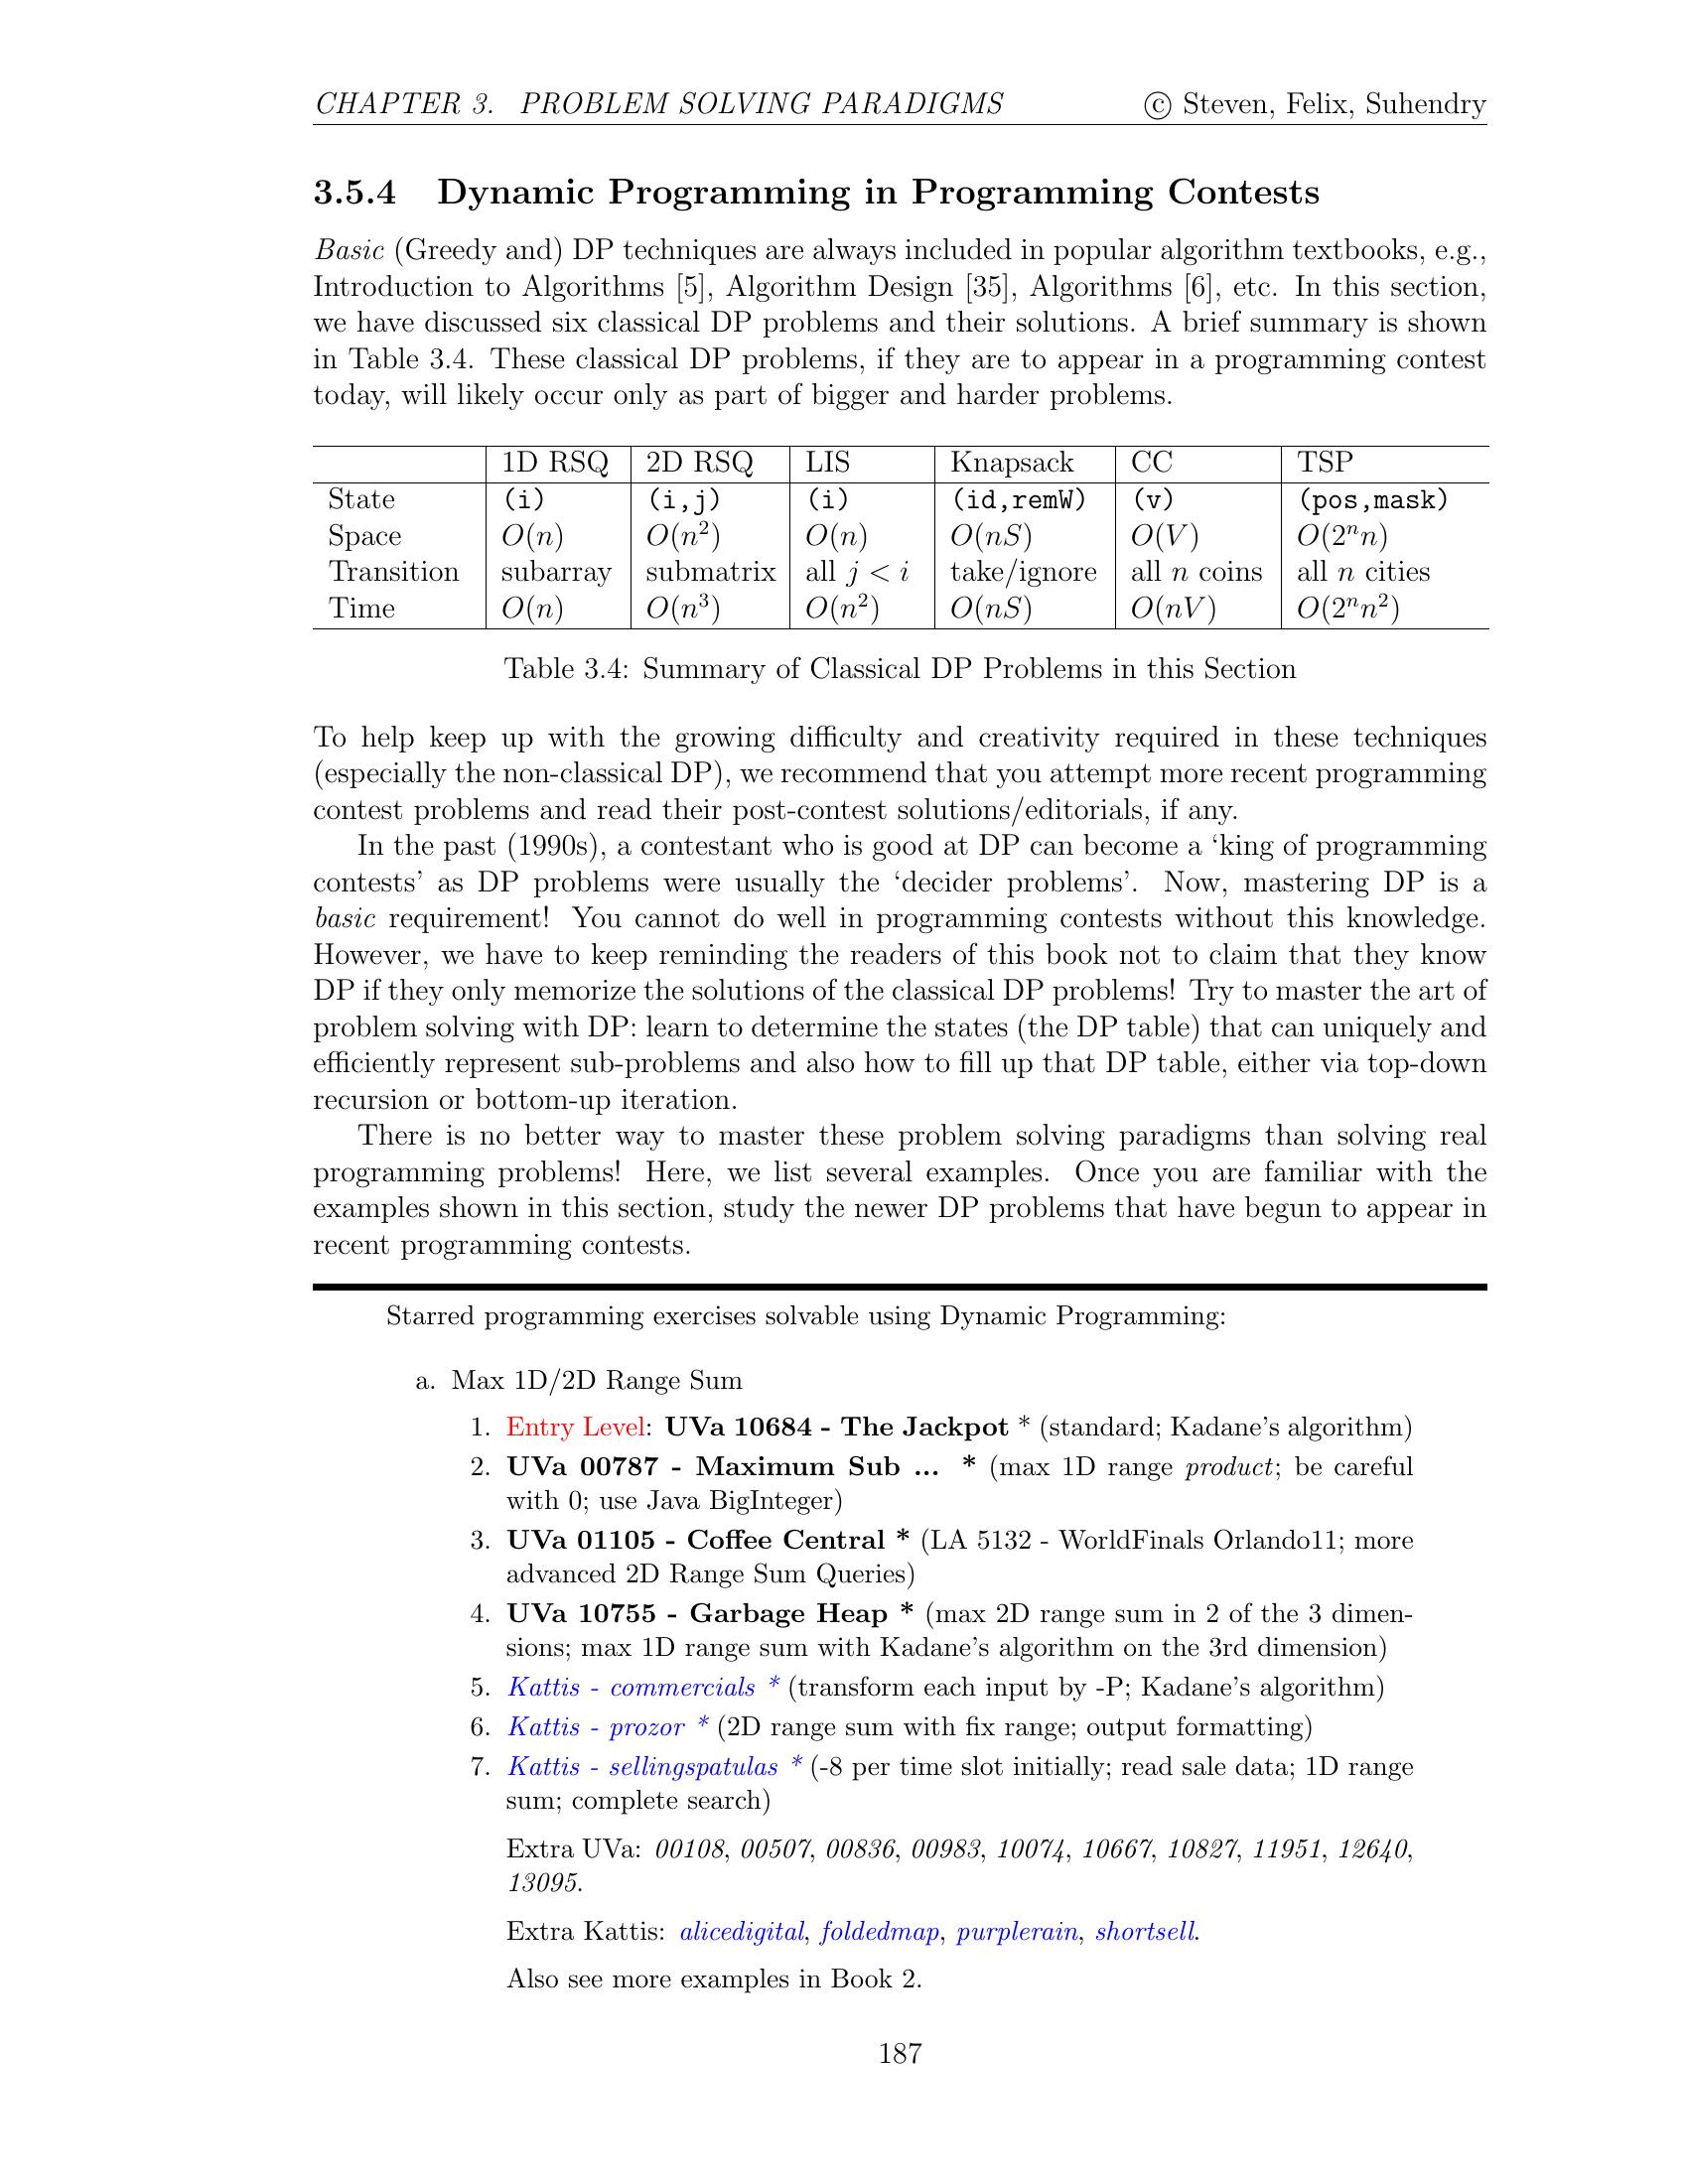 CHAPTER 3. PROBLEM SOLVING PARADIGMS © Steven, Felix, Suhendry
3.5.4 Dynamic Programming in Programming Contests
Basic (Greedy and) DP techniques are always included in popular algorithm textbooks, e.g.,
Introduction to Algorithms [5], Algorithm Design [35], Algorithms [6], etc. In this section,
we have discussed six classical DP problems and their solutions. A brief summary is shown
in Table 3.4. These classical DP problems, if they are to appear in a programming contest
today, will likely occur only as part of bigger and harder problems.
1D RSQ 2D RSQ LIS Knapsack CC TSP
State (i) (i,j) (i) (id,remW) (v) (pos,mask)
Space O(n) O(n²) O(n) O(nS) O(V) O(2ⁿn)
Transition subarray submatrix all j < i take/ignore all n coins all n cities
Time O(n) O(n³) O(n²) O(nS) O(nV) O(2ⁿn²)
Table 3.4: Summary of Classical DP Problems in this Section
To help keep up with the growing difficulty and creativity required in these techniques
(especially the non-classical DP), we recommend that you attempt more recent programming
contest problems and read their post-contest solutions/editorials, if any.
In the past (1990s), a contestant who is good at DP can become a ‘king of programming
contests’ as DP problems were usually the ‘decider problems’. Now, mastering DP is a
basic requirement! You cannot do well in programming contests without this knowledge.
However, we have to keep reminding the readers of this book not to claim that they know
DP if they only memorize the solutions of the classical DP problems! Try to master the art of
problem solving with DP: learn to determine the states (the DP table) that can uniquely and
efficiently represent sub-problems and also how to fill up that DP table, either via top-down
recursion or bottom-up iteration.
There is no better way to master these problem solving paradigms than solving real
programming problems! Here, we list several examples. Once you are familiar with the
examples shown in this section, study the newer DP problems that have begun to appear in
recent programming contests.
Starred programming exercises solvable using Dynamic Programming:
a. Max 1D/2D Range Sum
1. Entry Level: UVa 10684 - The Jackpot * (standard; Kadane’s algorithm)
2. UVa 00787 - Maximum Sub ... * (max 1D range product; be careful
with 0; use Java BigInteger)
3. UVa 01105 - Coffee Central * (LA 5132 - WorldFinals Orlando11; more
advanced 2D Range Sum Queries)
4. UVa 10755 - Garbage Heap * (max 2D range sum in 2 of the 3 dimen-
sions; max 1D range sum with Kadane’s algorithm on the 3rd dimension)
5. Kattis - commercials * (transform each input by -P; Kadane’s algorithm)
6. Kattis - prozor * (2D range sum with fix range; output formatting)
7. Kattis - sellingspatulas * (-8 per time slot initially; read sale data; 1D range
sum; complete search)
Extra UVa: 00108, 00507, 00836, 00983, 10074, 10667, 10827, 11951, 12640,
13095.
Extra Kattis: alicedigital, foldedmap, purplerain, shortsell.
Also see more examples in Book 2.
187